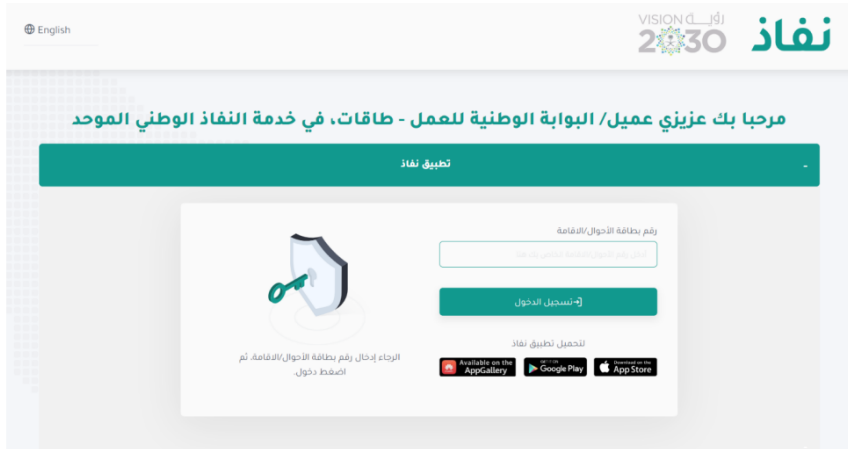 English
VISION رؤيــة
2030
نفاذ
مرحبا بك عزيزي عميل/ البوابة الوطنية للعمل - طاقات، في خدمة النفاذ الوطني الموحد
تطبيق نفاذ
-
رقم بطاقة الأحوال/الاقامة
تسجيل الدخول
لتحميل تطبيق نفاذ
Available on the
AppGallery
GET IT ON
Google Play
Download on the
App Store
الرجاء إدخال رقم بطاقة الأحوال/الاقامة، ثم
اضغط دخول.